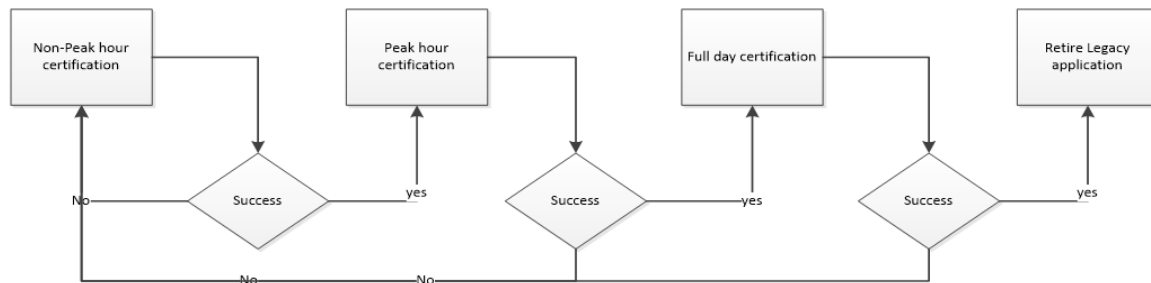 Non-Peak hour
certification
Peak hour
certification
Full day certification
Retire Legacy
application
Success
Success
Success
No
yes
yes
yes
No
No